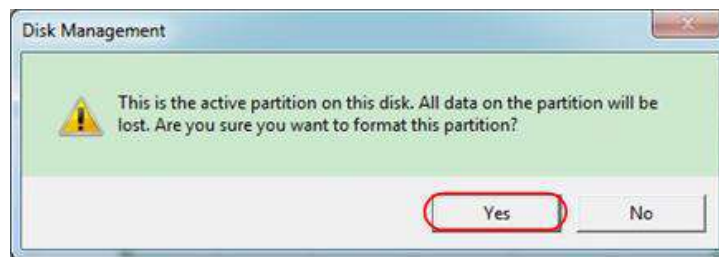 Disk Management
This is the active partition on this disk. All data on the partition will be
lost. Are you sure you want to format this partition?
Yes
No